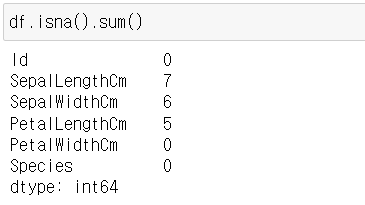 df.isna().sum()
Id 0
SepalLengthCm 7
SepalWidthCm 6
PetalLengthCm 5
PetalWidthCm 0
Species 0
dtype: int64